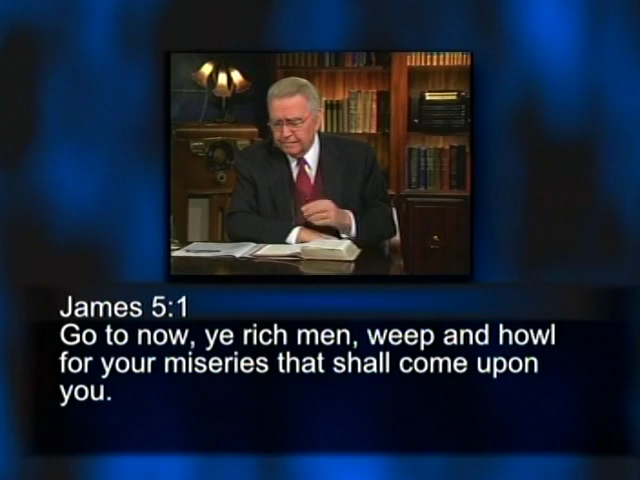 James 5:1
Go to now, ye rich men, weep and howl
for your miseries that shall come upon
you.